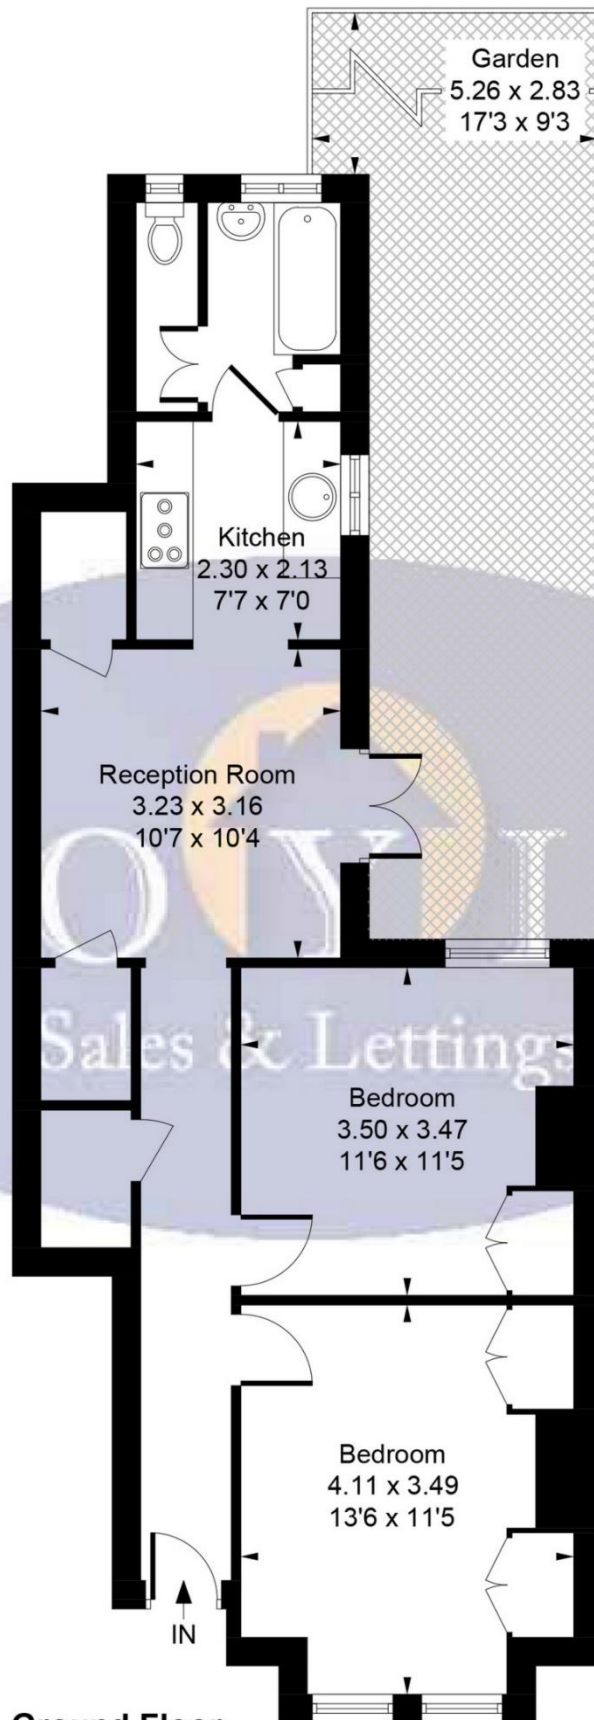 Garden
5.26 x 2.83
17'3 x 9'3
Kitchen
2.30 x 2.13
7'7 x 7'0
Reception Room
3.23 x 3.16
10'7 x 10'4
Sales & Lettings
Bedroom
3.50 x 3.47
11'6 x 11'5
Bedroom
4.11 x 3.49
13'6 x 11'5
IN
Ground Floor